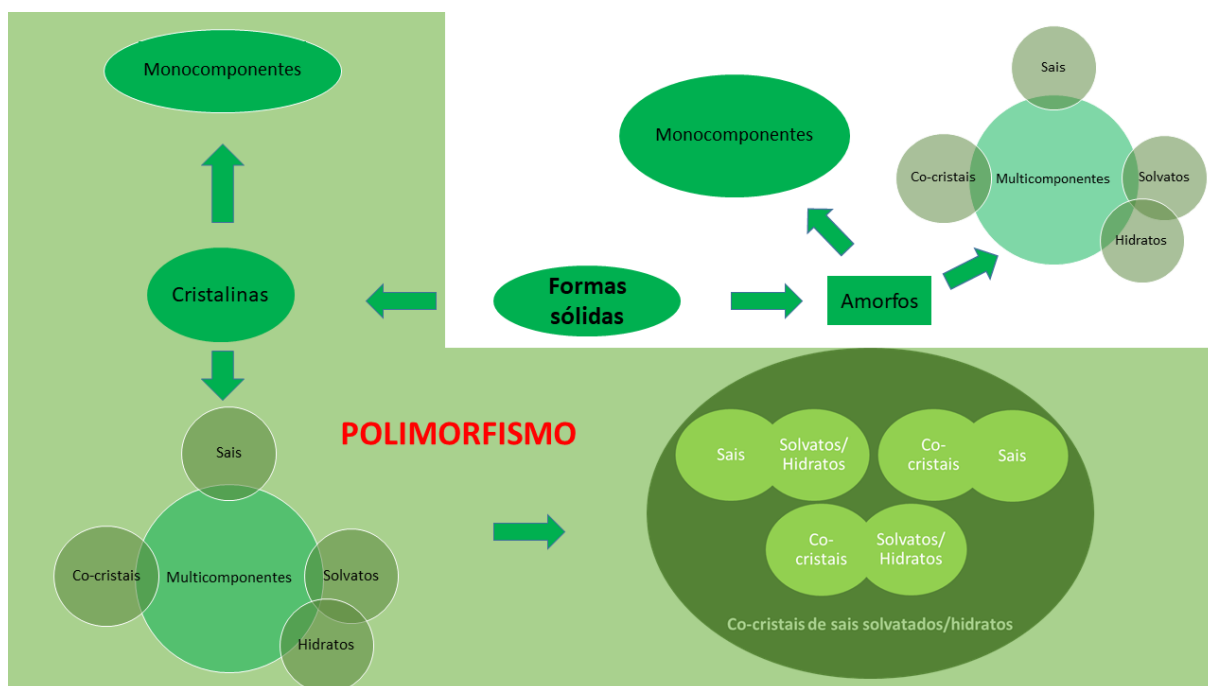 Monocomponentes
Cristalinas
Formas
sólidas
Monocomponentes
Amorfos
Sais
Co-cristais
Multicomponentes
Solvatos
Hidratos
POLIMORFISMO
Sais
Co-cristais
Multicomponentes
Solvatos
Hidratos
Sais
Solvatos/
Hidratos
Co-
cristais
Sais
Co-
cristais
Solvatos/
Hidratos
Co-cristais de sais solvatados/hidratos